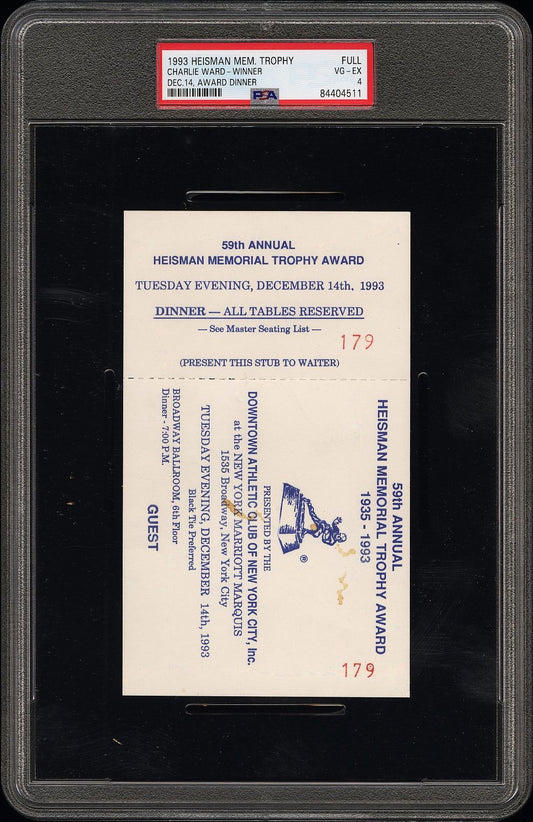 1993 HEISMAN MEM. TROPHY FULL
CHARLIE WARD-WINNER VG-EX
DEC.14, AWARD DINNER 4
PSA 84404511
59th ANNUAL
HEISMAN MEMORIAL TROPHY AWARD
TUESDAY EVENING, DECEMBER 14th, 1993
DINNER — ALL TABLES RESERVED
— See Master Seating List —
179
(PRESENT THIS STUB TO WAITER)
59th ANNUAL
HEISMAN MEMORIAL TROPHY AWARD
1935 - 1993
®
PRESENTED BY THE
DOWNTOWN ATHLETIC CLUB OF NEW YORK CITY, Inc.
at the NEW YORK MARRIOTT MARQUIS
1535 Broadway, New York City
TUESDAY EVENING, DECEMBER 14th, 1993
Black Tie Preferred
BROADWAY BALLROOM, 6th Floor
Dinner - 7:00 P.M.
GUEST
179